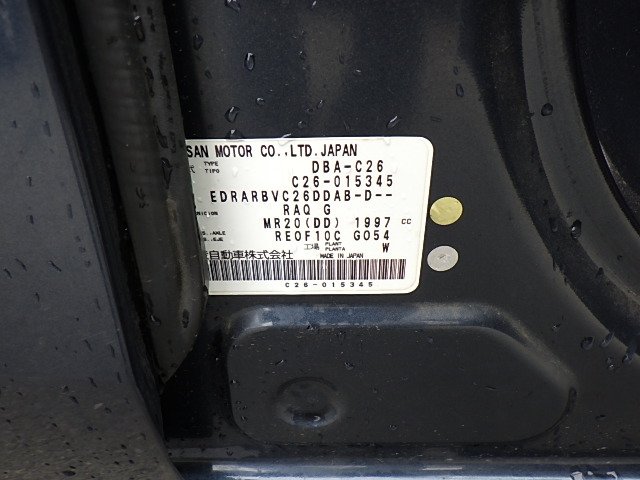 SAN MOTOR CO.,LTD.JAPAN
式 TYPE TIPO DBA-C26
C26-015345
EDRARBVC26DDAB-D--
RAQ G
MR20(DD) 1997 CC
RE0F10C G054
工場 PLANT PLANTA W
自動車株式会社 MADE IN JAPAN
C26-015345